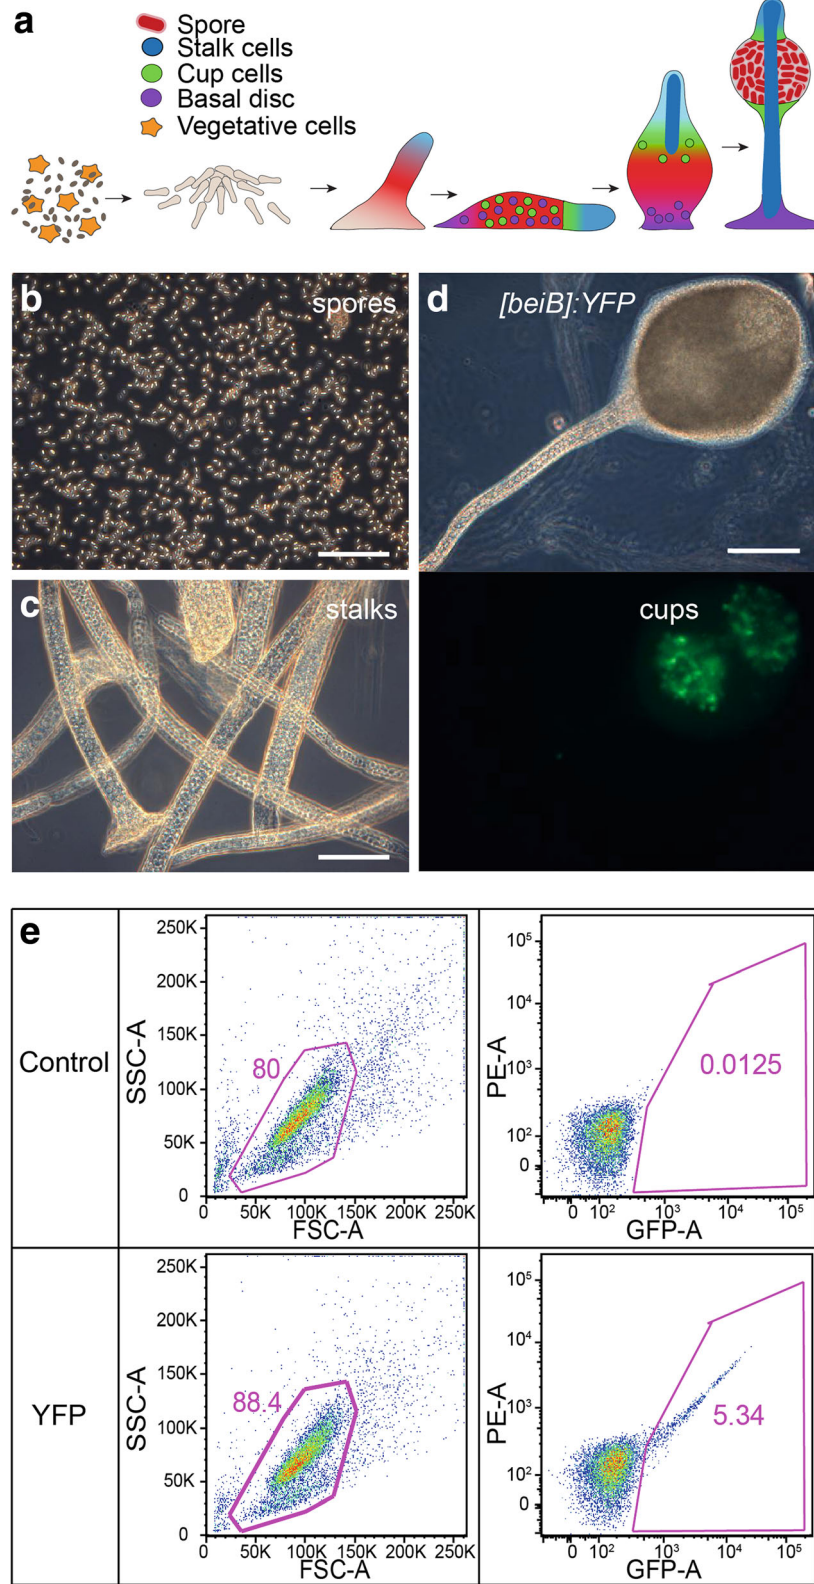 a
Spore
Stalk cells
Cup cells
Basal disc
Vegetative cells
b
spores
d
[beiB]:YFP
c
stalks
cups
e
Control
SSC-A
250K
200K
150K
100K
50K
0
80
0
50K
100K
150K
200K
250K
FSC-A
PE-A
10⁵
10⁴
10³
10²
0
0.0125
0
10²
10³
10⁴
10⁵
GFP-A
YFP
SSC-A
250K
200K
150K
100K
50K
0
88.4
0
50K
100K
150K
200K
250K
FSC-A
PE-A
10⁵
10⁴
10³
10²
0
5.34
0
10²
10³
10⁴
10⁵
GFP-A